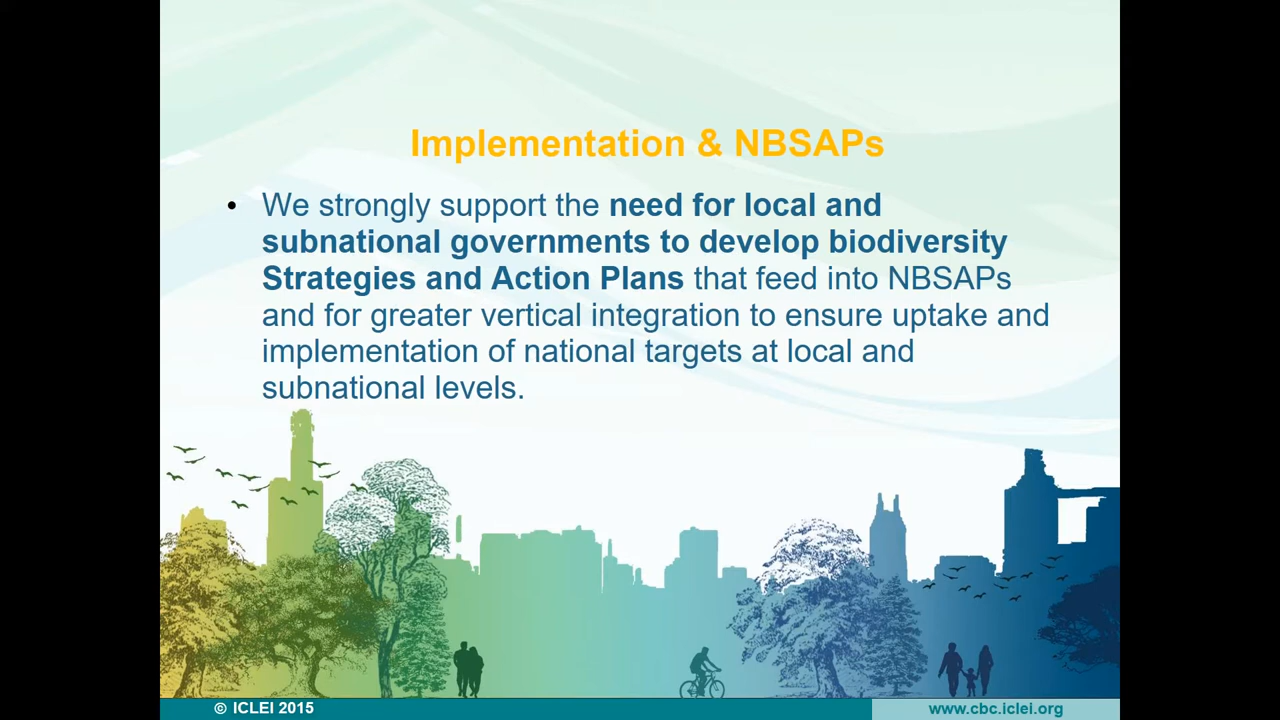 Implementation & NBSAPs
• We strongly support the need for local and
subnational governments to develop biodiversity
Strategies and Action Plans that feed into NBSAPs
and for greater vertical integration to ensure uptake and
implementation of national targets at local and
subnational levels.
© ICLEI 2015
www.cbc.iclei.org